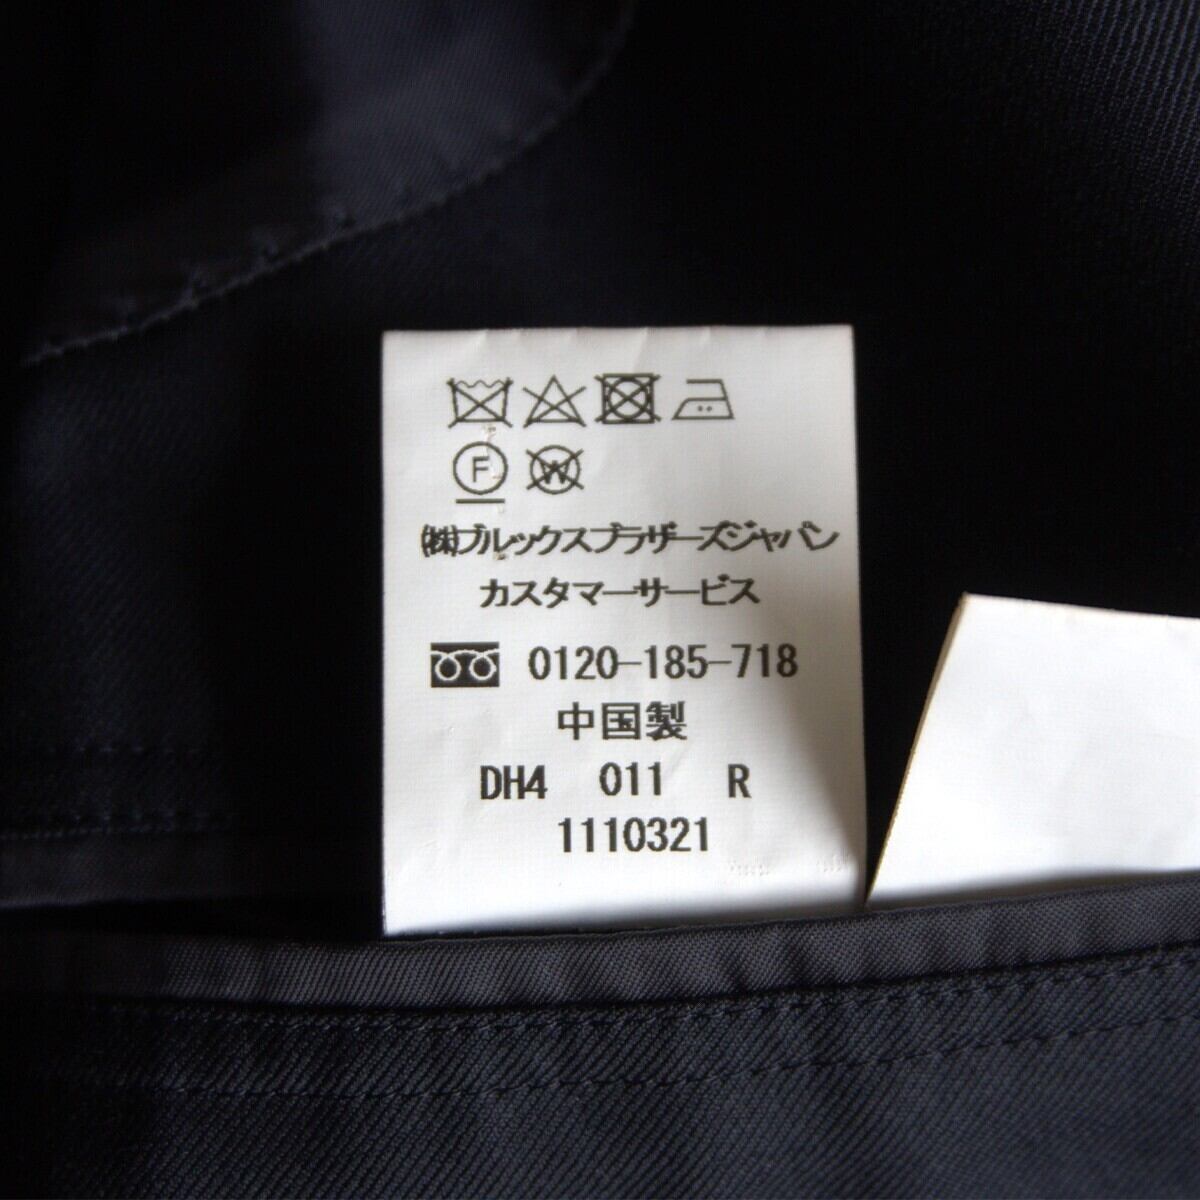 F W
㈱ブルックスブラザーズジャパン
カスタマーサービス
0120-185-718
中国製
DH4 011 R
1110321